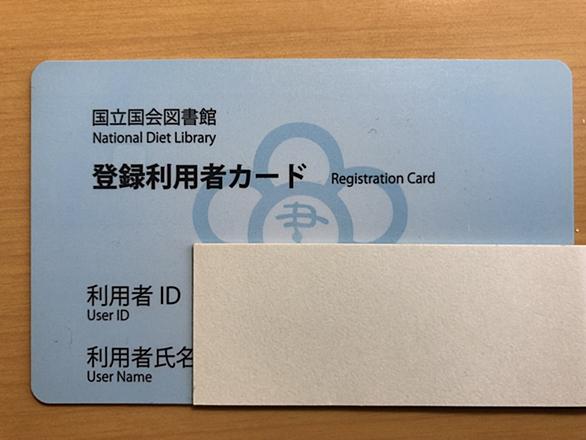 国立国会図書館
National Diet Library
登録利用者カード Registration Card
利用者 ID
User ID
利用者氏名
User Name